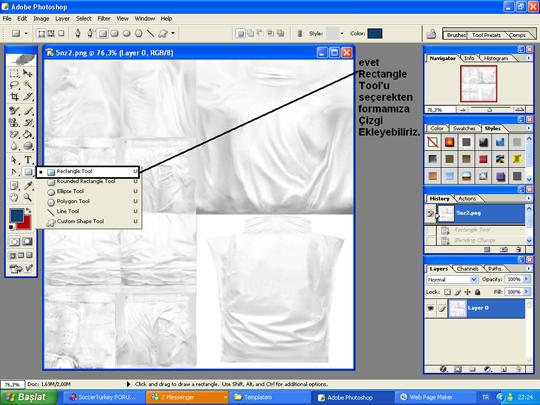 Adobe Photoshop
File Edit Image Layer Select Filter View Window Help
Style: Color: Brushes Tool Presets Comps
5nz2.png @ 76,3% (Layer 0, RGB/8)
evet
Rectangle
Tool'u
seçerekten
formamıza
Çizgi
Ekleyebiliriz.
Rectangle Tool U
Rounded Rectangle Tool U
Ellipse Tool U
Polygon Tool U
Line Tool U
Custom Shape Tool U
Navigator Info Histogram
76,3%
Color Swatches Styles
History Actions
5nz2.png
Rectangle Tool
Blending Change
Layers Channels Paths
Normal Opacity: 100%
Lock: Fill: 100%
Layer 0
76,3% Doc: 1,69M/2,00M Click and drag to draw a rectangle. Use Shift, Alt, and Ctrl for additional options.
Başlat SoccerTurkey FORU... 2 Messenger Templatem Adobe Photoshop Web Page Maker TR 22:24